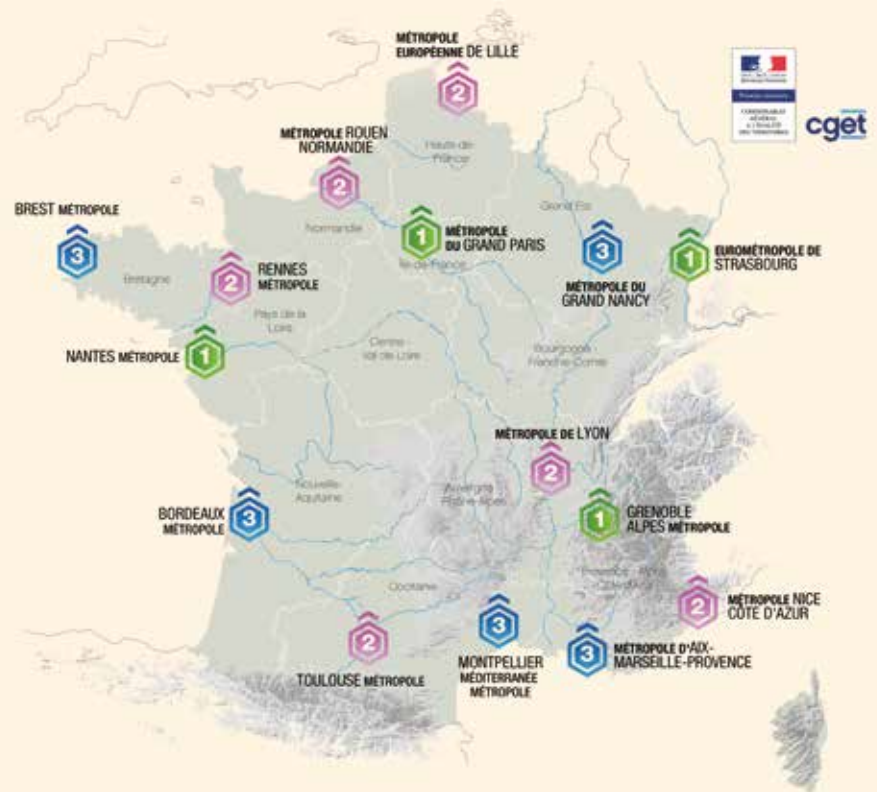 MÉTROPOLE
EUROPÉENNE DE LILLE
2
cget
MÉTROPOLE ROUEN
NORMANDIE
2
Hauts-de-
France
BREST MÉTROPOLE
3
Normandie
1
MÉTROPOLE
DU GRAND PARIS
Île-de-France
Grand Est
3
MÉTROPOLE DU
GRAND NANCY
1
EUROMÉTROPOLE DE
STRASBOURG
Bretagne
2
RENNES
MÉTROPOLE
Pays de la
Loire
NANTES MÉTROPOLE
1
Centre -
Val de Loire
Bourgogne -
Franche-Comté
MÉTROPOLE DE LYON
2
Nouvelle-
Aquitaine
Auvergne
Rhône-Alpes
BORDEAUX
MÉTROPOLE
3
1
GRENOBLE
ALPES MÉTROPOLE
Occitanie
Provence - Alpes
2
MÉTROPOLE NICE
CÔTE D'AZUR
2
TOULOUSE MÉTROPOLE
3
MONTPELLIER
MÉDITERRANÉE
MÉTROPOLE
3
MÉTROPOLE D'AIX-
MARSEILLE-PROVENCE